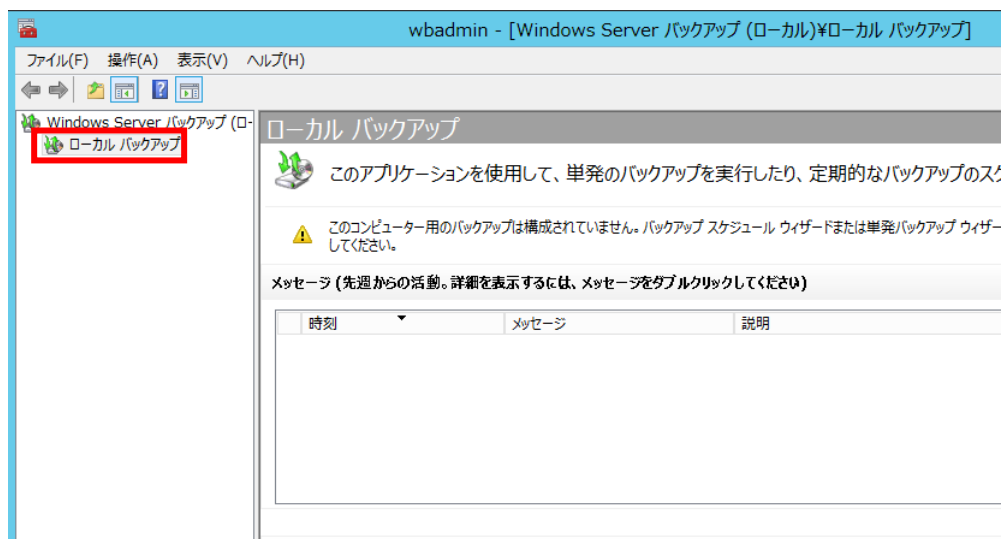 wbadmin - [Windows Server バックアップ (ローカル)¥ローカル バックアップ]
ファイル(F) 操作(A) 表示(V) ヘルプ(H)
Windows Server バックアップ (ロー
ローカル バックアップ
ローカル バックアップ
このアプリケーションを使用して、単発のバックアップを実行したり、定期的なバックアップのスケ
このコンピューター用のバックアップは構成されていません。バックアップ スケジュール ウィザードまたは単発バックアップ ウィザー
してください。
メッセージ (先週からの活動。詳細を表示するには、メッセージをダブルクリックしてください)
時刻 メッセージ 説明